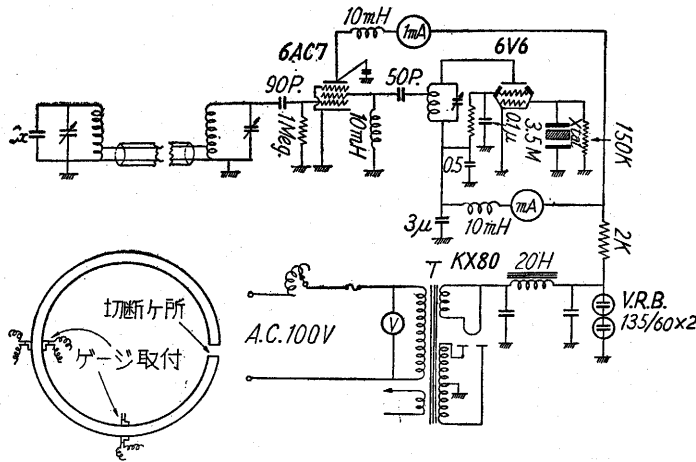 10mH
1mA
6AC7
6V6
90P.
50P.
x
1Meg.
10mH
0.1μ
3.5M
Xtal
150K
0.5
3μ
10mH
mA
2K
T
KX80
20H
V.R.B.
135/60×2
A.C.100V
V
切断ヶ所
ゲージ取付